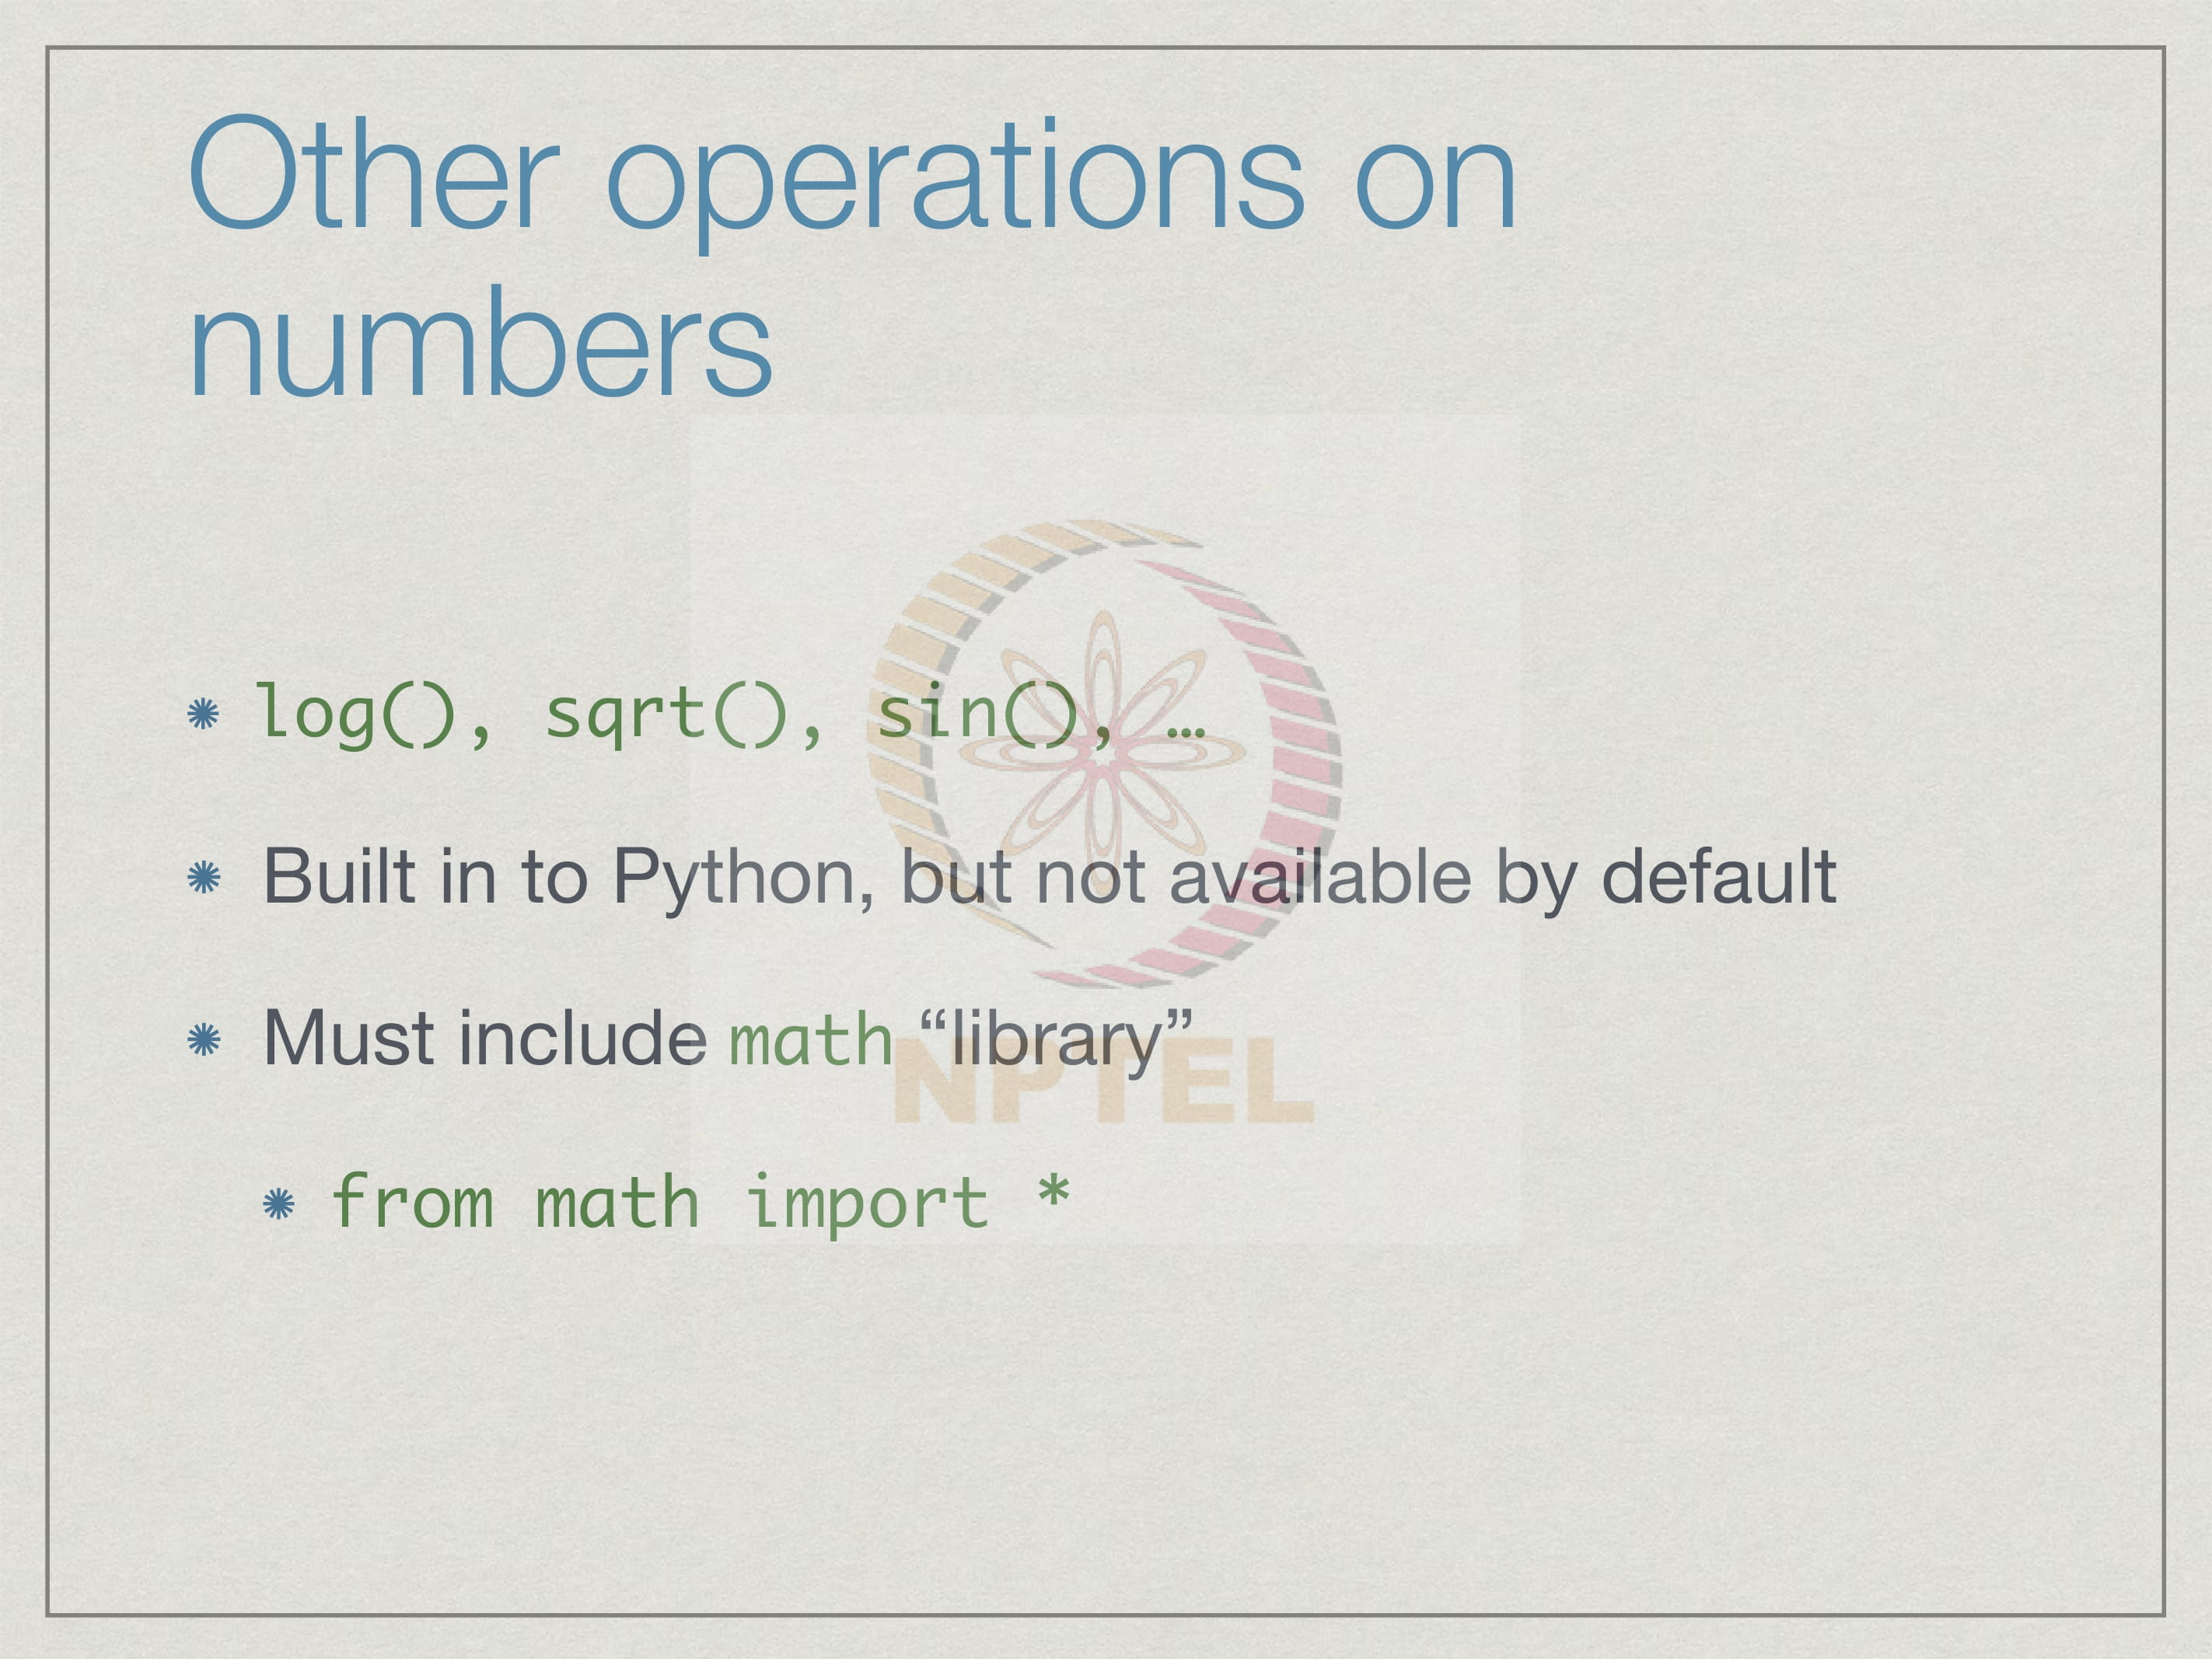 Other operations on
numbers
log(), sqrt(), sin(), …
Built in to Python, but not available by default
Must include math “library”
from math import *
NPTEL